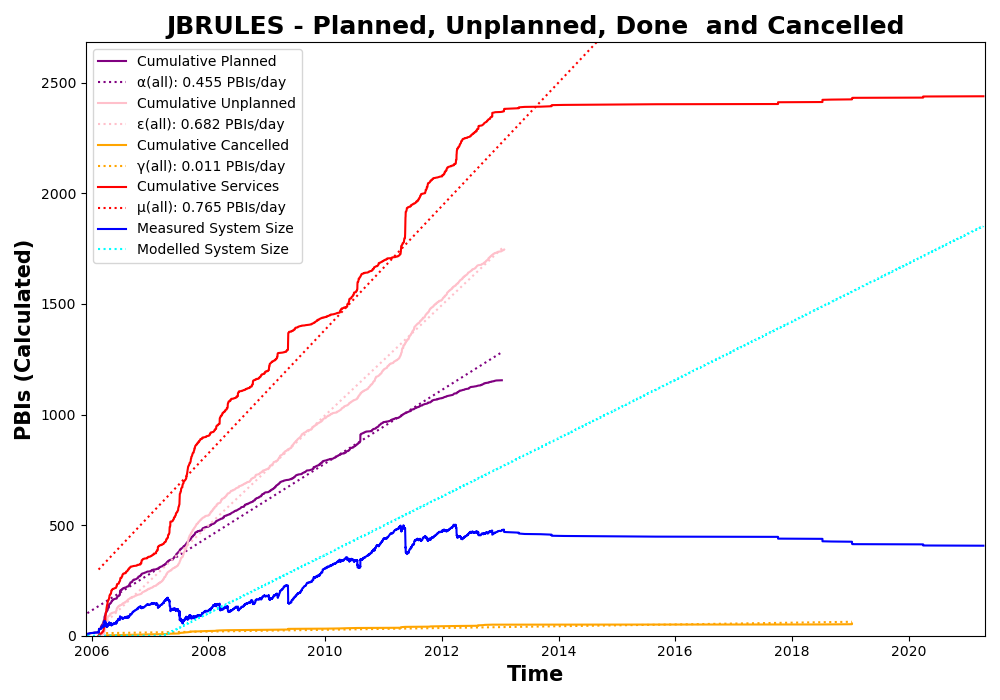 JBRULES - Planned, Unplanned, Done  and Cancelled
Cumulative Planned
α(all): 0.455 PBIs/day
Cumulative Unplanned
ε(all): 0.682 PBIs/day
Cumulative Cancelled
γ(all): 0.011 PBIs/day
Cumulative Services
μ(all): 0.765 PBIs/day
Measured System Size
Modelled System Size
PBIs (Calculated)
2500
2000
1500
1000
500
0
2006 2008 2010 2012 2014 2016 2018 2020
Time